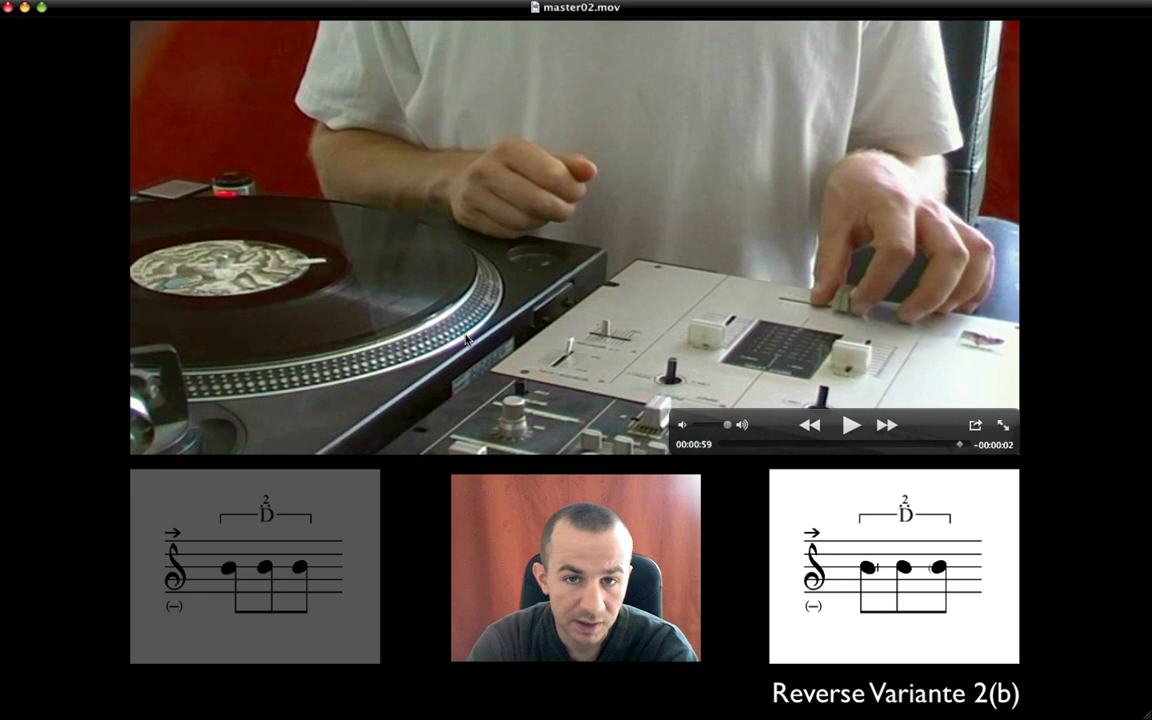 master02.mov
00:00:59
-00:00:02
2
D
(–)
2
D
(–)
Reverse Variante 2(b)